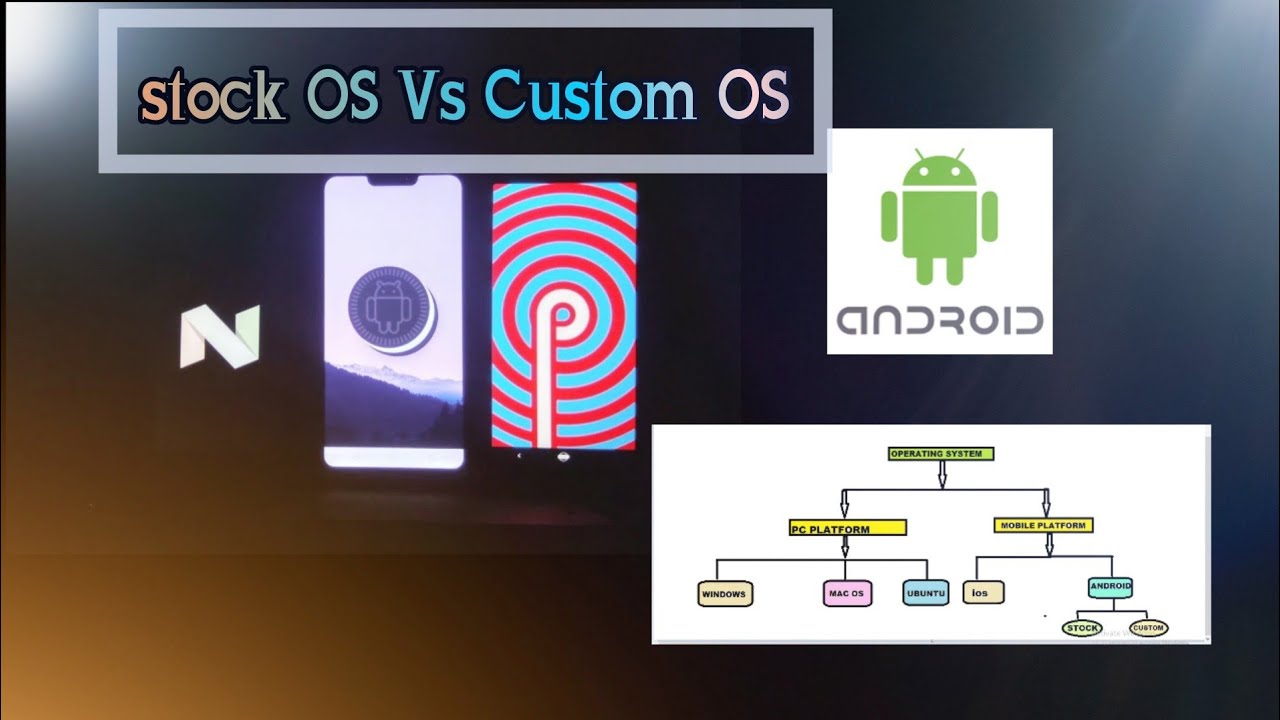 stock OS Vs Custom OS
ANDROID
OPERATING SYSTEM
PC PLATFORM
MOBILE PLATFORM
WINDOWS
MAC OS
UBUNTU
ios
ANDROID
STOCK
CUSTOM